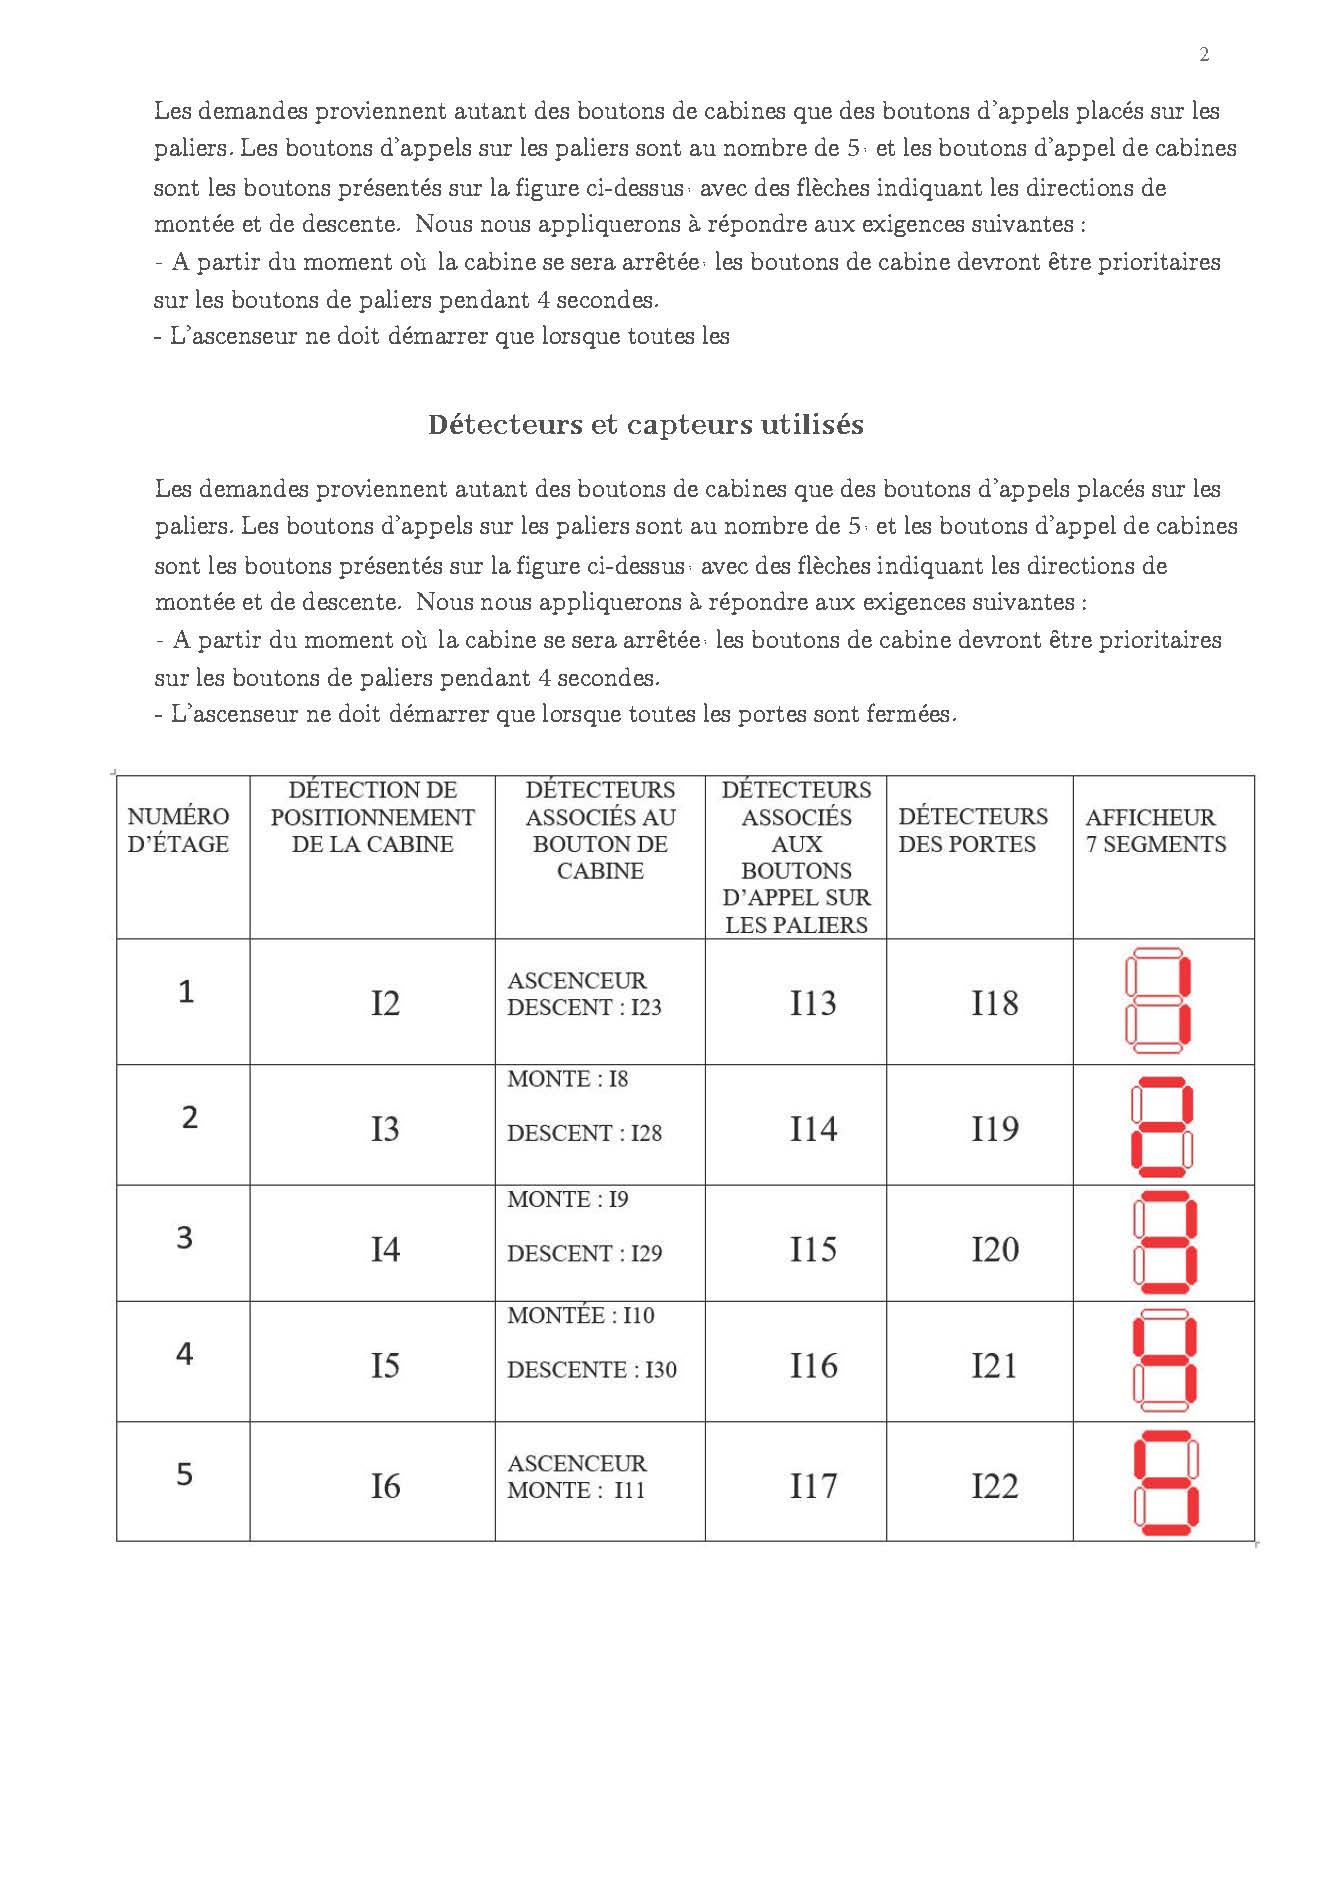 2
Les demandes proviennent autant des boutons de cabines que des boutons d’appels placés sur les
paliers. Les boutons d’appels sur les paliers sont au nombre de 5, et les boutons d’appel de cabines
sont les boutons présentés sur la figure ci-dessus, avec des flèches indiquant les directions de
montée et de descente. Nous nous appliquerons à répondre aux exigences suivantes :
- A partir du moment où la cabine se sera arrêtée, les boutons de cabine devront être prioritaires
sur les boutons de paliers pendant 4 secondes.
- L’ascenseur ne doit démarrer que lorsque toutes les
Détecteurs et capteurs utilisés
Les demandes proviennent autant des boutons de cabines que des boutons d’appels placés sur les
paliers. Les boutons d’appels sur les paliers sont au nombre de 5, et les boutons d’appel de cabines
sont les boutons présentés sur la figure ci-dessus, avec des flèches indiquant les directions de
montée et de descente. Nous nous appliquerons à répondre aux exigences suivantes :
- A partir du moment où la cabine se sera arrêtée, les boutons de cabine devront être prioritaires
sur les boutons de paliers pendant 4 secondes.
- L’ascenseur ne doit démarrer que lorsque toutes les portes sont fermées.
NUMÉRO
D’ÉTAGE
DÉTECTION DE
POSITIONNEMENT
DE LA CABINE
DÉTECTEURS
ASSOCIÉS AU
BOUTON DE
CABINE
DÉTECTEURS
ASSOCIÉS
AUX
BOUTONS
D’APPEL SUR
LES PALIERS
DÉTECTEURS
DES PORTES
AFFICHEUR
7 SEGMENTS
1
I2
ASCENCEUR
DESCENT : I23
I13
I18
1
2
I3
MONTE : I8
DESCENT : I28
I14
I19
2
3
I4
MONTE : I9
DESCENT : I29
I15
I20
3
4
I5
MONTÉE : I10
DESCENTE : I30
I16
I21
4
5
I6
ASCENCEUR
MONTE : I11
I17
I22
5